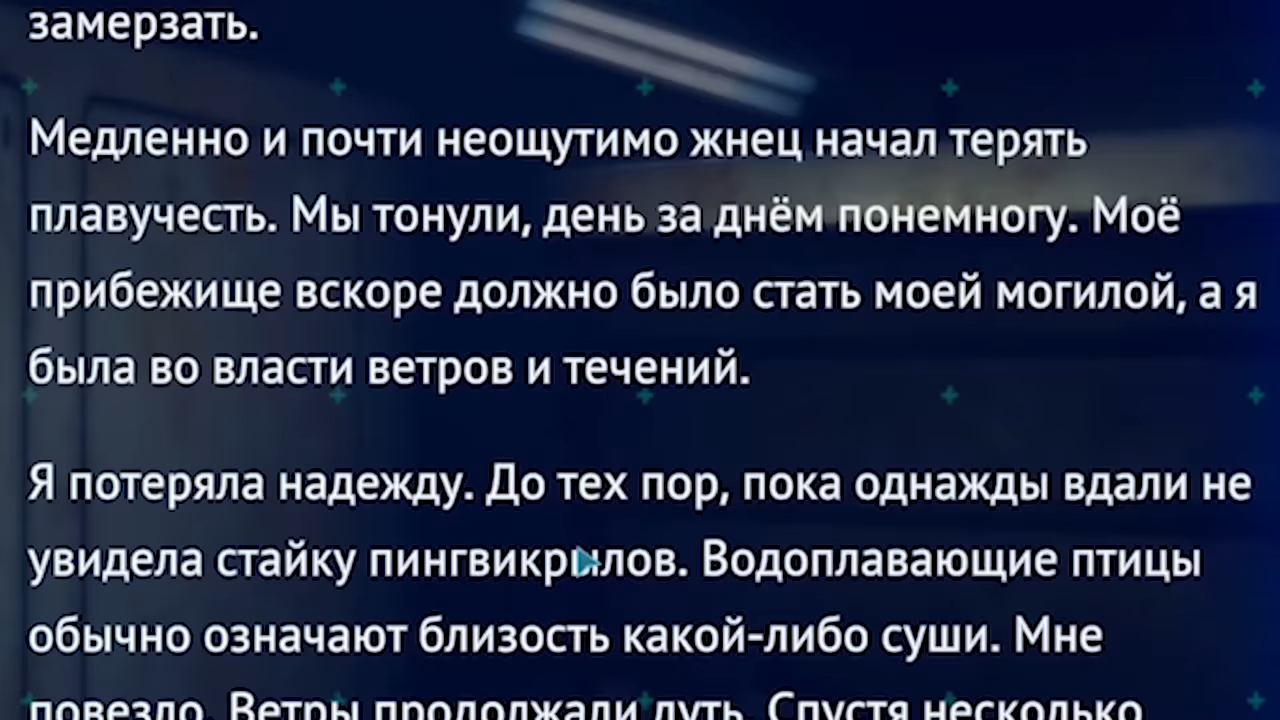 замерзать.
Медленно и почти неощутимо жнец начал терять
плавучесть. Мы тонули, день за днём понемногу. Моё
прибежище вскоре должно было стать моей могилой, а я
была во власти ветров и течений.
Я потеряла надежду. До тех пор, пока однажды вдали не
увидела стайку пингвикрылов. Водоплавающие птицы
обычно означают близость какой-либо суши. Мне
повезло. Ветры продолжали дуть. Спустя несколько